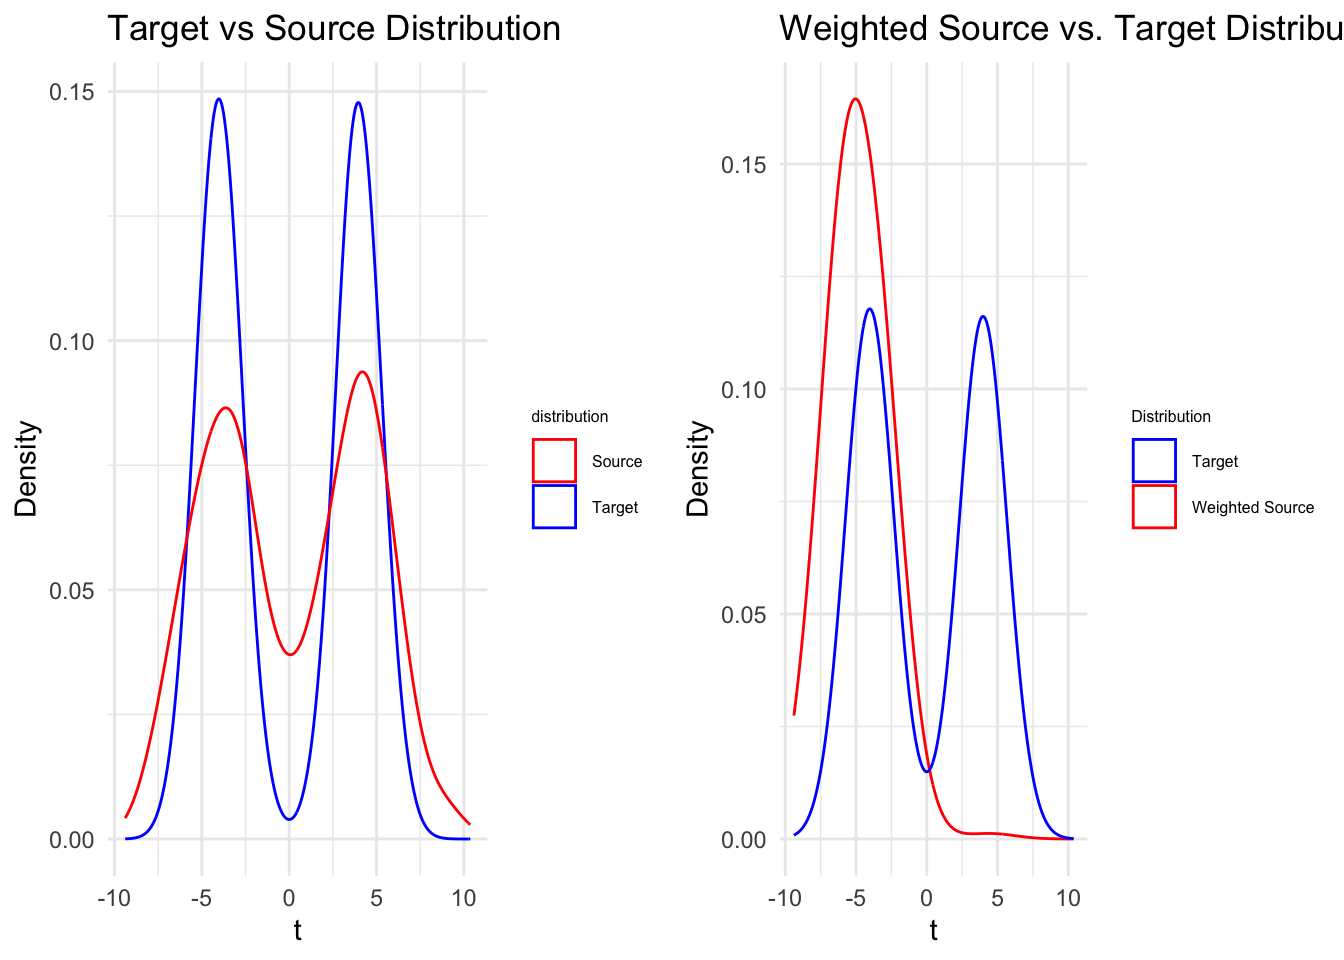 Target vs Source Distribution
0.15
0.10
0.05
0.00
Density
-10 -5 0 5 10
t
distribution
Source
Target
Weighted Source vs. Target Distribu
0.15
0.10
0.05
0.00
Density
-10 -5 0 5 10
t
Distribution
Target
Weighted Source